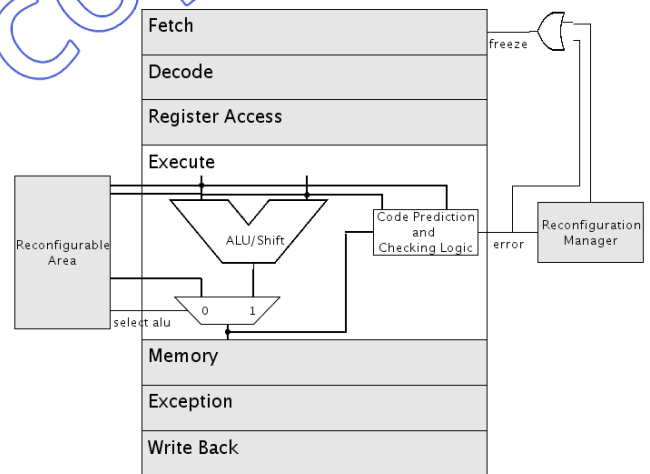 Fetch
freeze
Decode
Register Access
Execute
Reconfigurable
Area
ALU/Shift
Code Prediction
and
Checking Logic
error
Reconfiguration
Manager
0 1
select alu
Memory
Exception
Write Back